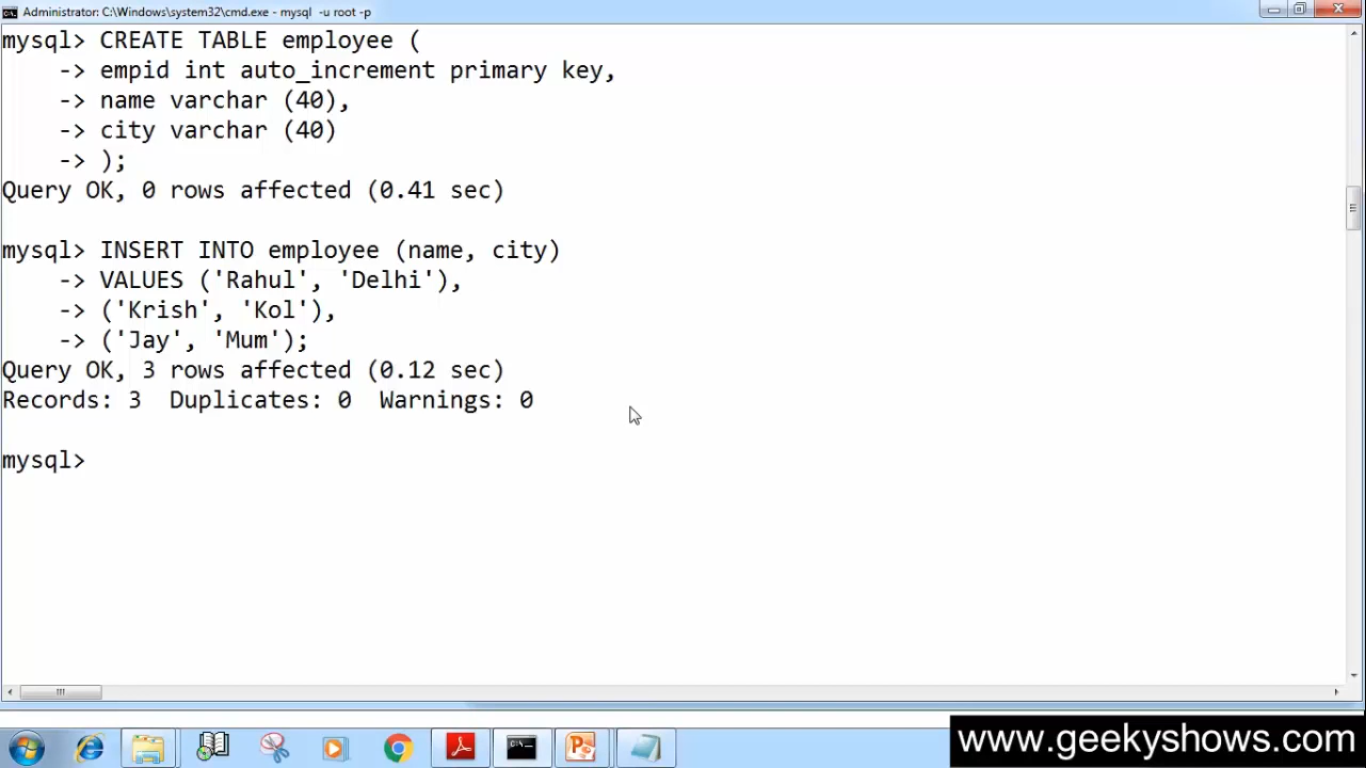 Administrator: C:\Windows\system32\cmd.exe - mysql -u root -p
mysql> CREATE TABLE employee (
-> empid int auto_increment primary key,
-> name varchar (40),
-> city varchar (40)
-> );
Query OK, 0 rows affected (0.41 sec)
mysql> INSERT INTO employee (name, city)
-> VALUES ('Rahul', 'Delhi'),
-> ('Krish', 'Kol'),
-> ('Jay', 'Mum');
Query OK, 3 rows affected (0.12 sec)
Records: 3  Duplicates: 0  Warnings: 0
mysql>
www.geekyshows.com